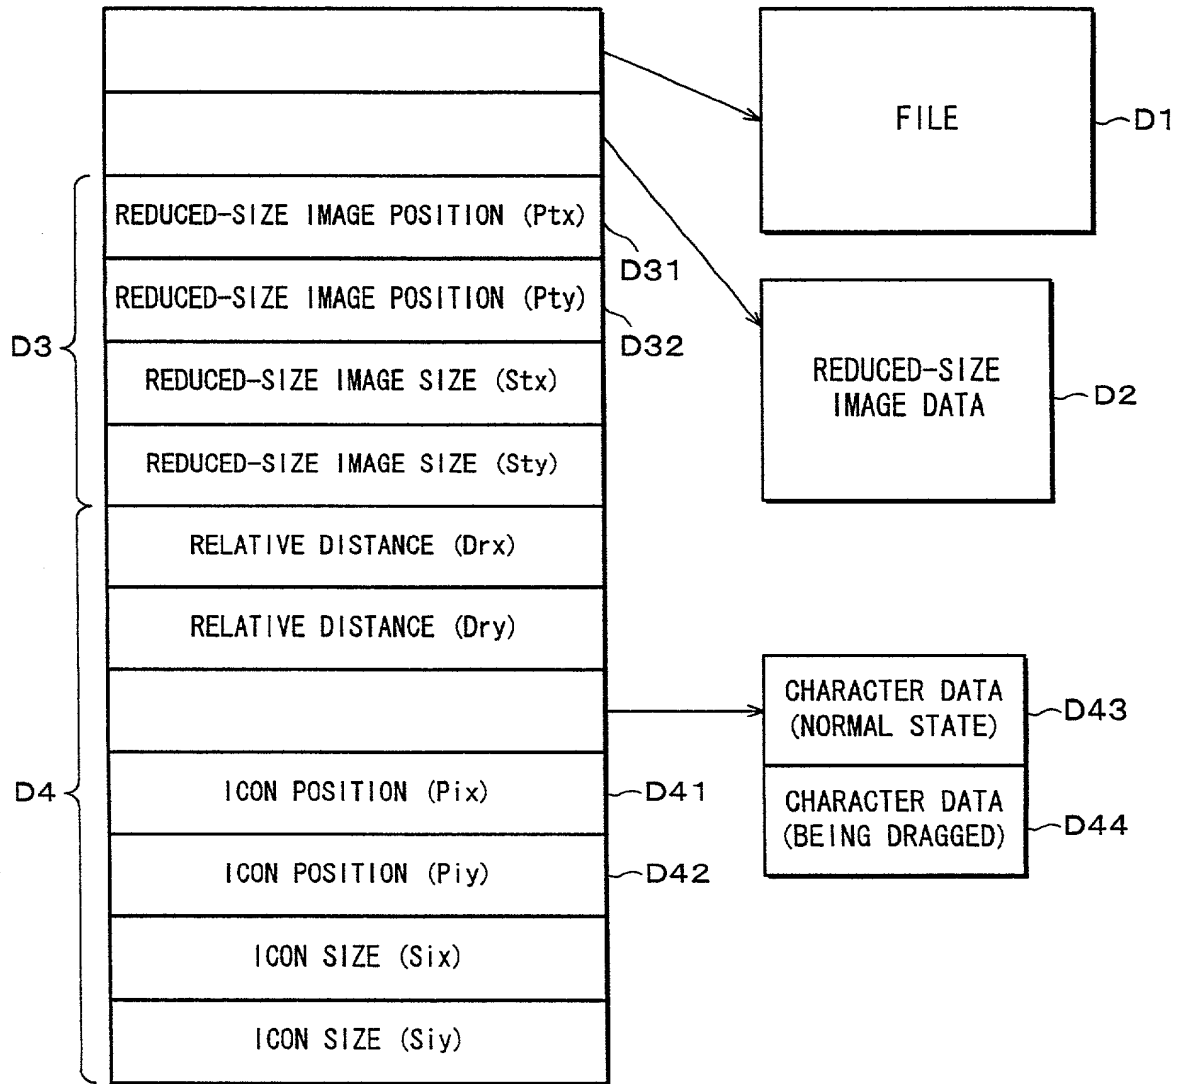 FILE
D1
REDUCED-SIZE IMAGE POSITION (Ptx)
D31
REDUCED-SIZE IMAGE POSITION (Pty)
D32
D3
REDUCED-SIZE IMAGE SIZE (Stx)
REDUCED-SIZE
IMAGE DATA
D2
REDUCED-SIZE IMAGE SIZE (Sty)
RELATIVE DISTANCE (Drx)
RELATIVE DISTANCE (Dry)
CHARACTER DATA
(NORMAL STATE)
D43
D4
ICON POSITION (Pix)
D41
CHARACTER DATA
(BEING DRAGGED)
D44
ICON POSITION (Piy)
D42
ICON SIZE (Six)
ICON SIZE (Siy)